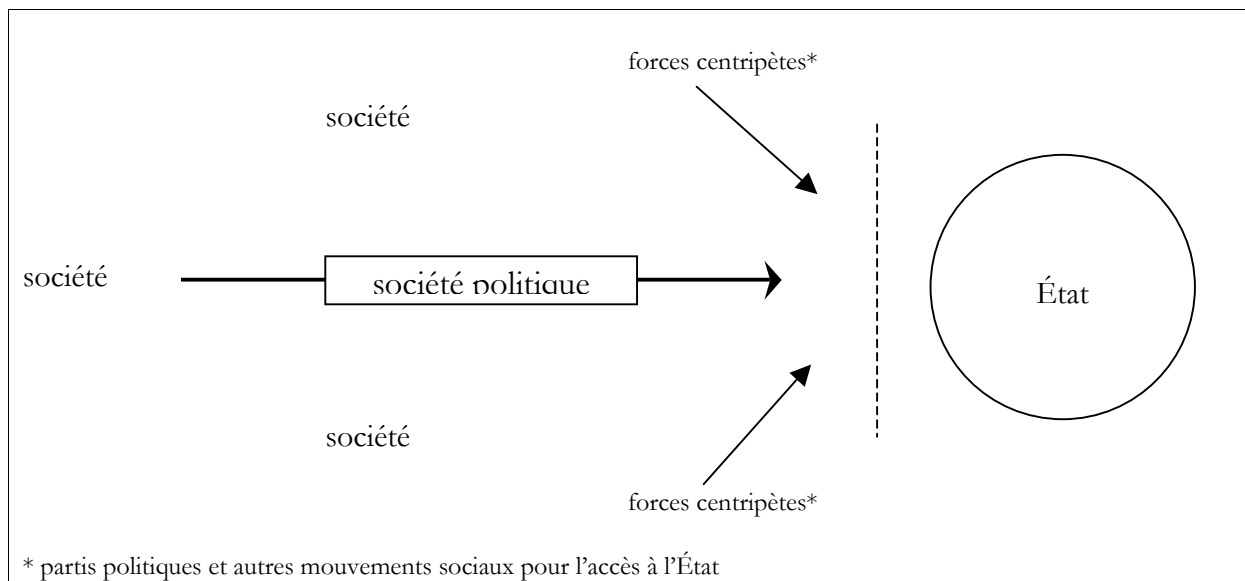 forces centripètes*
société
société
société politique
État
société
forces centripètes*
* partis politiques et autres mouvements sociaux pour l’accès à l’État